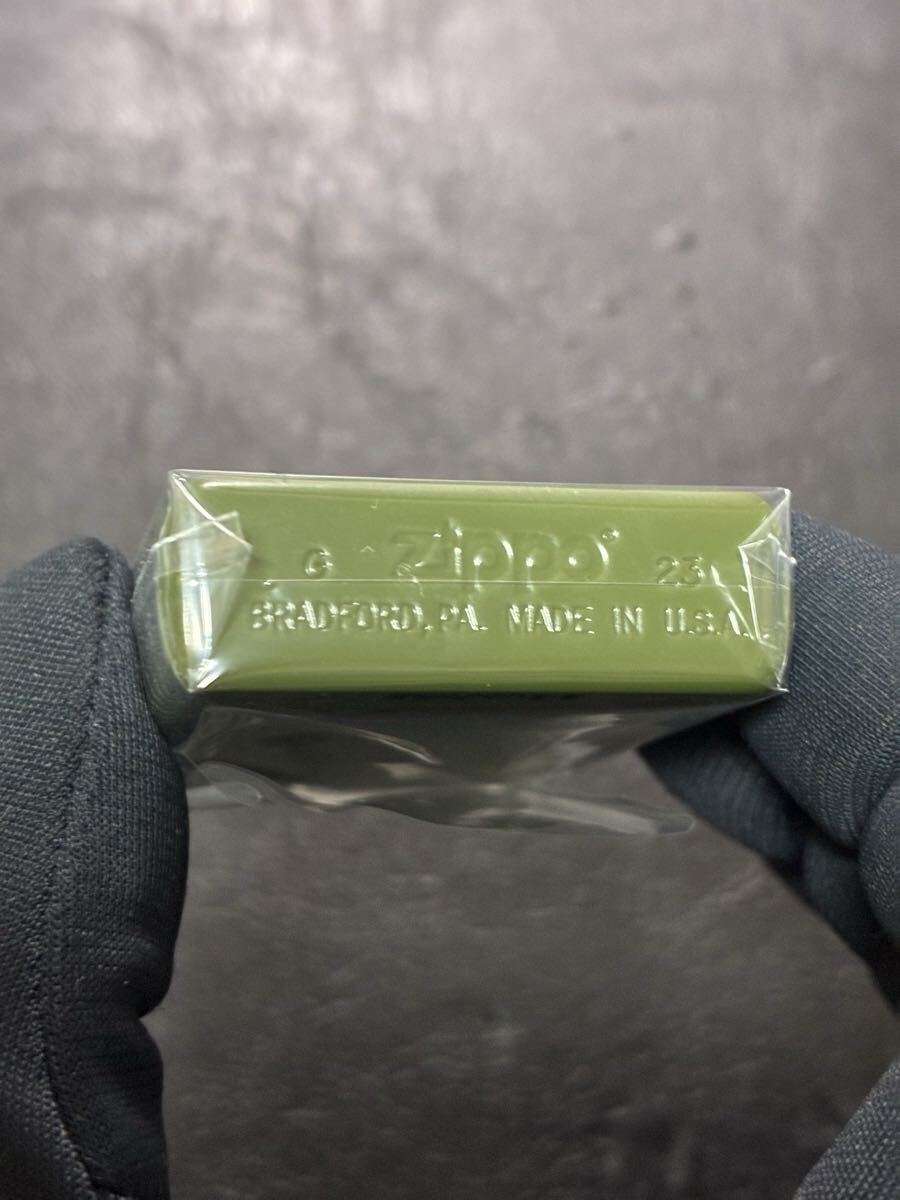 G Zippo® 23
BRADFORD, PA. MADE IN U.S.A.